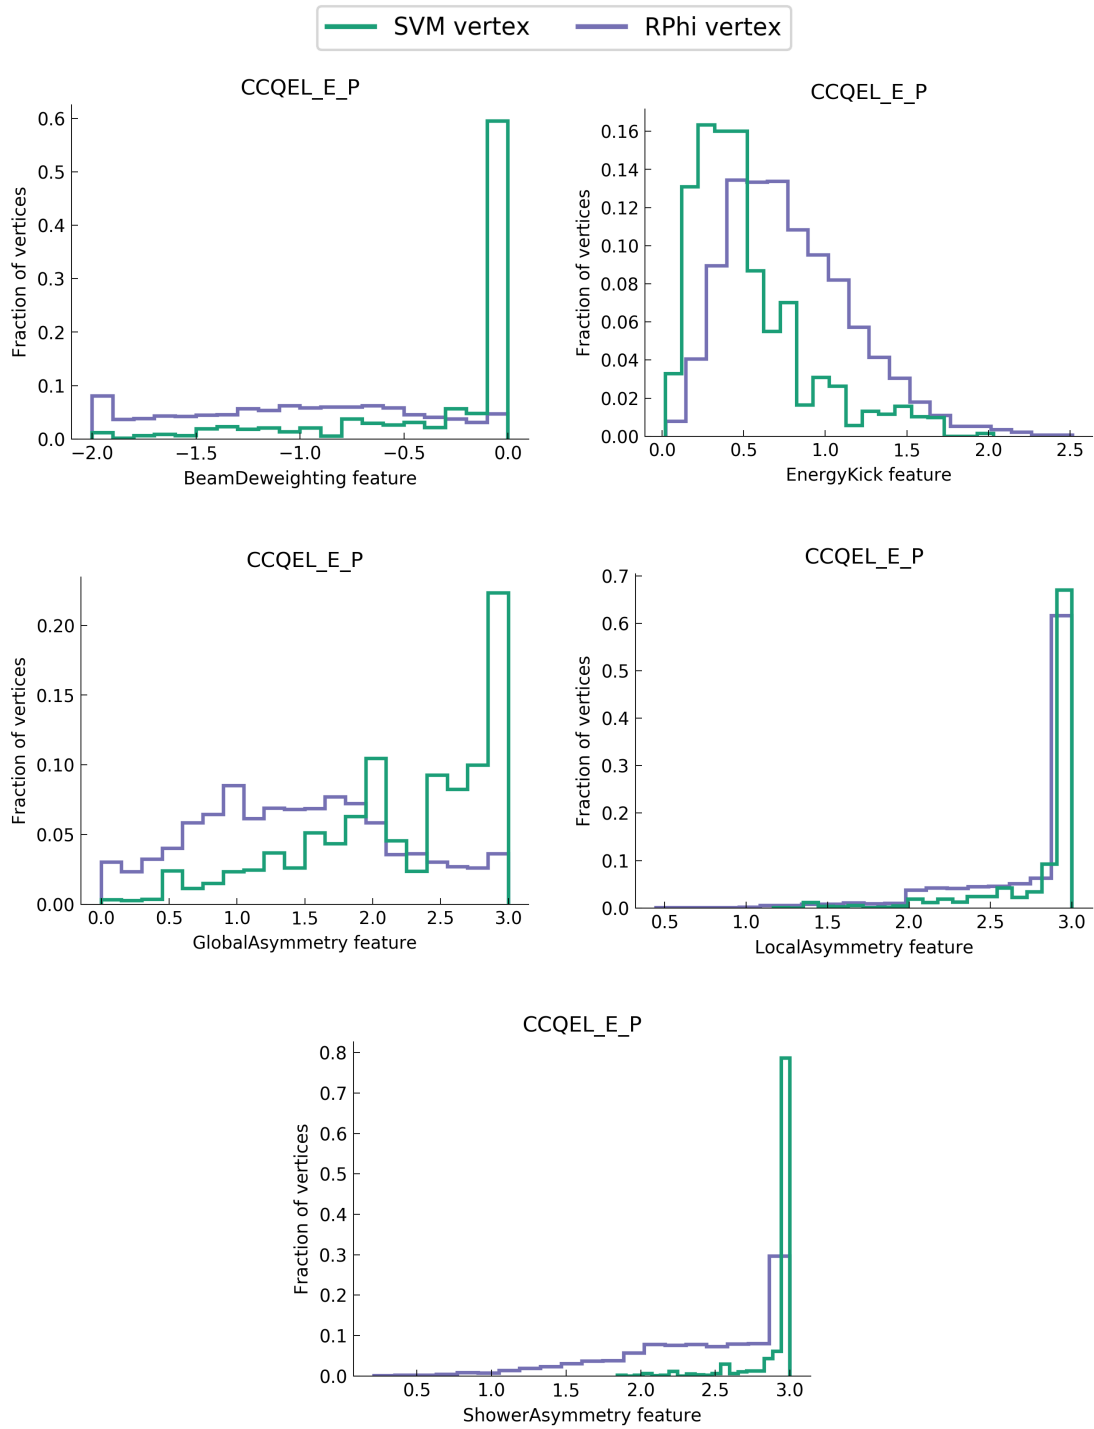 SVM vertex RPhi vertex
CCQEL_E_P
Fraction of vertices
0.6
0.5
0.4
0.3
0.2
0.1
0.0
−2.0 −1.5 −1.0 −0.5 0.0
BeamDeweighting feature
CCQEL_E_P
Fraction of vertices
0.16
0.14
0.12
0.10
0.08
0.06
0.04
0.02
0.00
0.0 0.5 1.0 1.5 2.0 2.5
EnergyKick feature
CCQEL_E_P
Fraction of vertices
0.20
0.15
0.10
0.05
0.00
0.0 0.5 1.0 1.5 2.0 2.5 3.0
GlobalAsymmetry feature
CCQEL_E_P
Fraction of vertices
0.7
0.6
0.5
0.4
0.3
0.2
0.1
0.0
0.5 1.0 1.5 2.0 2.5 3.0
LocalAsymmetry feature
CCQEL_E_P
Fraction of vertices
0.8
0.7
0.6
0.5
0.4
0.3
0.2
0.1
0.0
0.5 1.0 1.5 2.0 2.5 3.0
ShowerAsymmetry feature